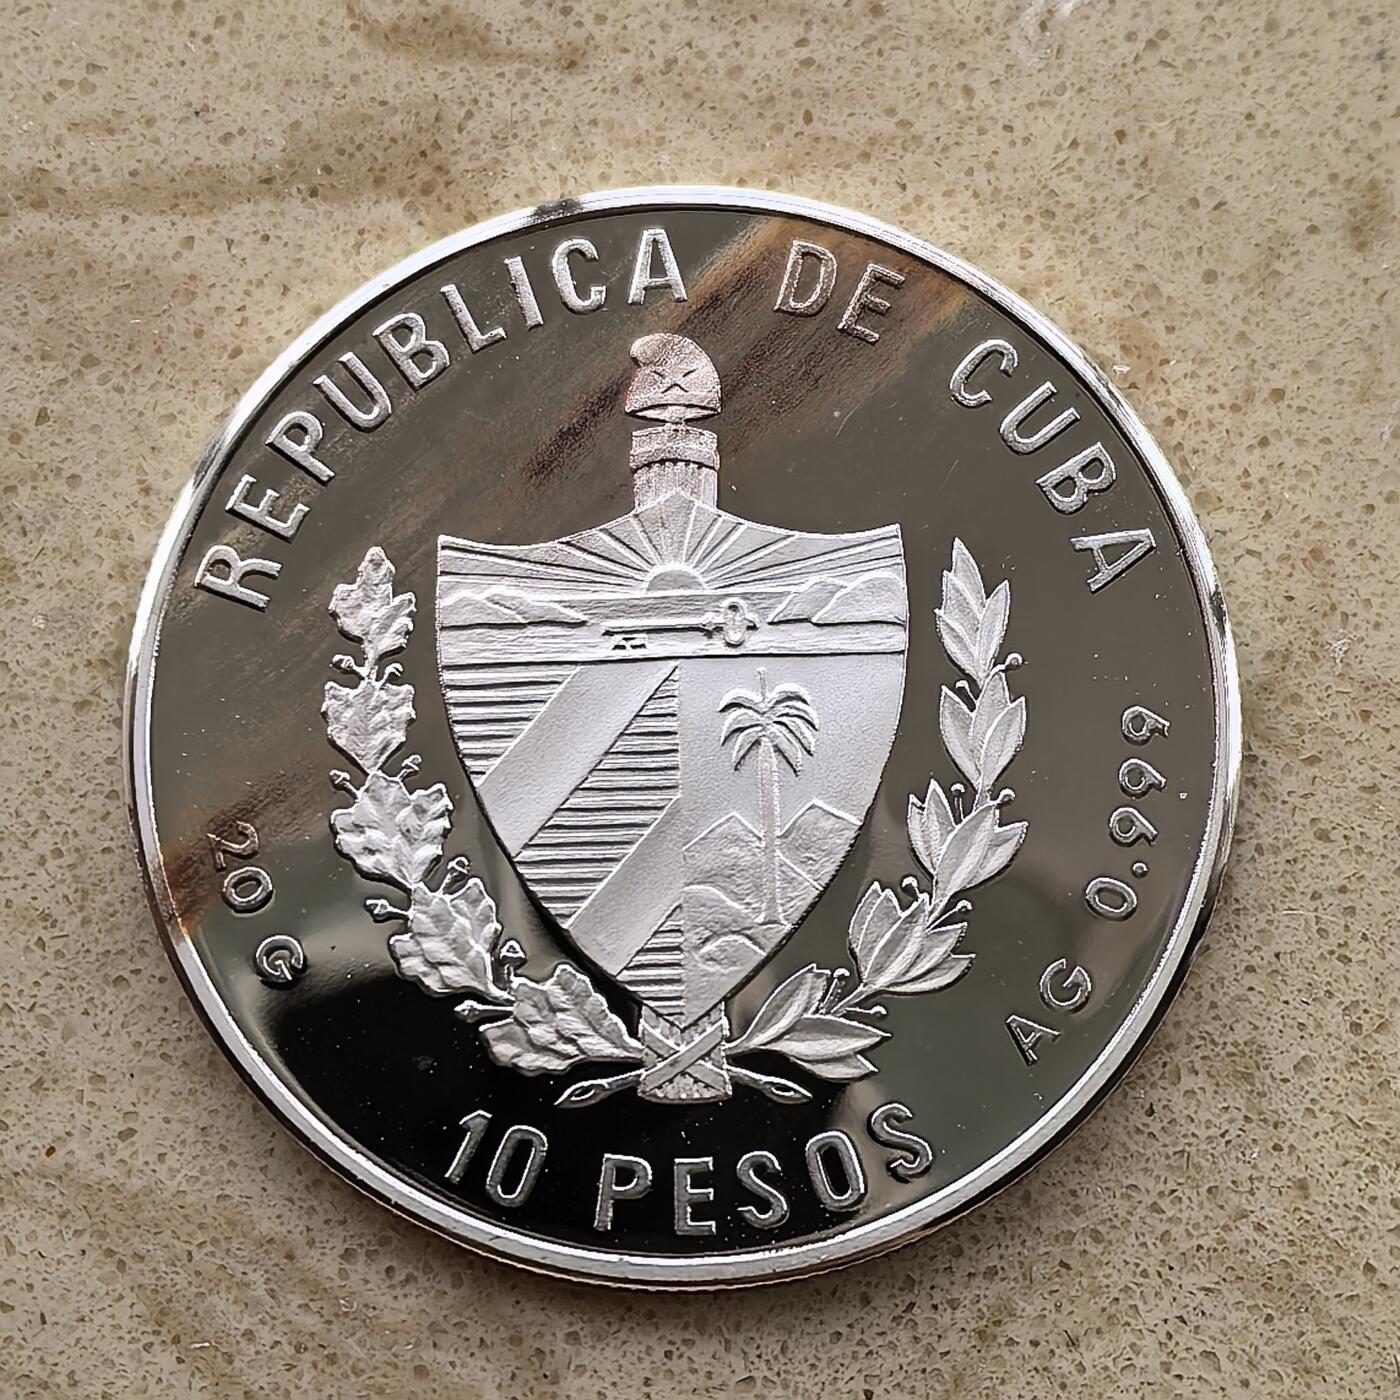 REPUBLICA DE CUBA
20 G
AG 0.999
10 PESOS